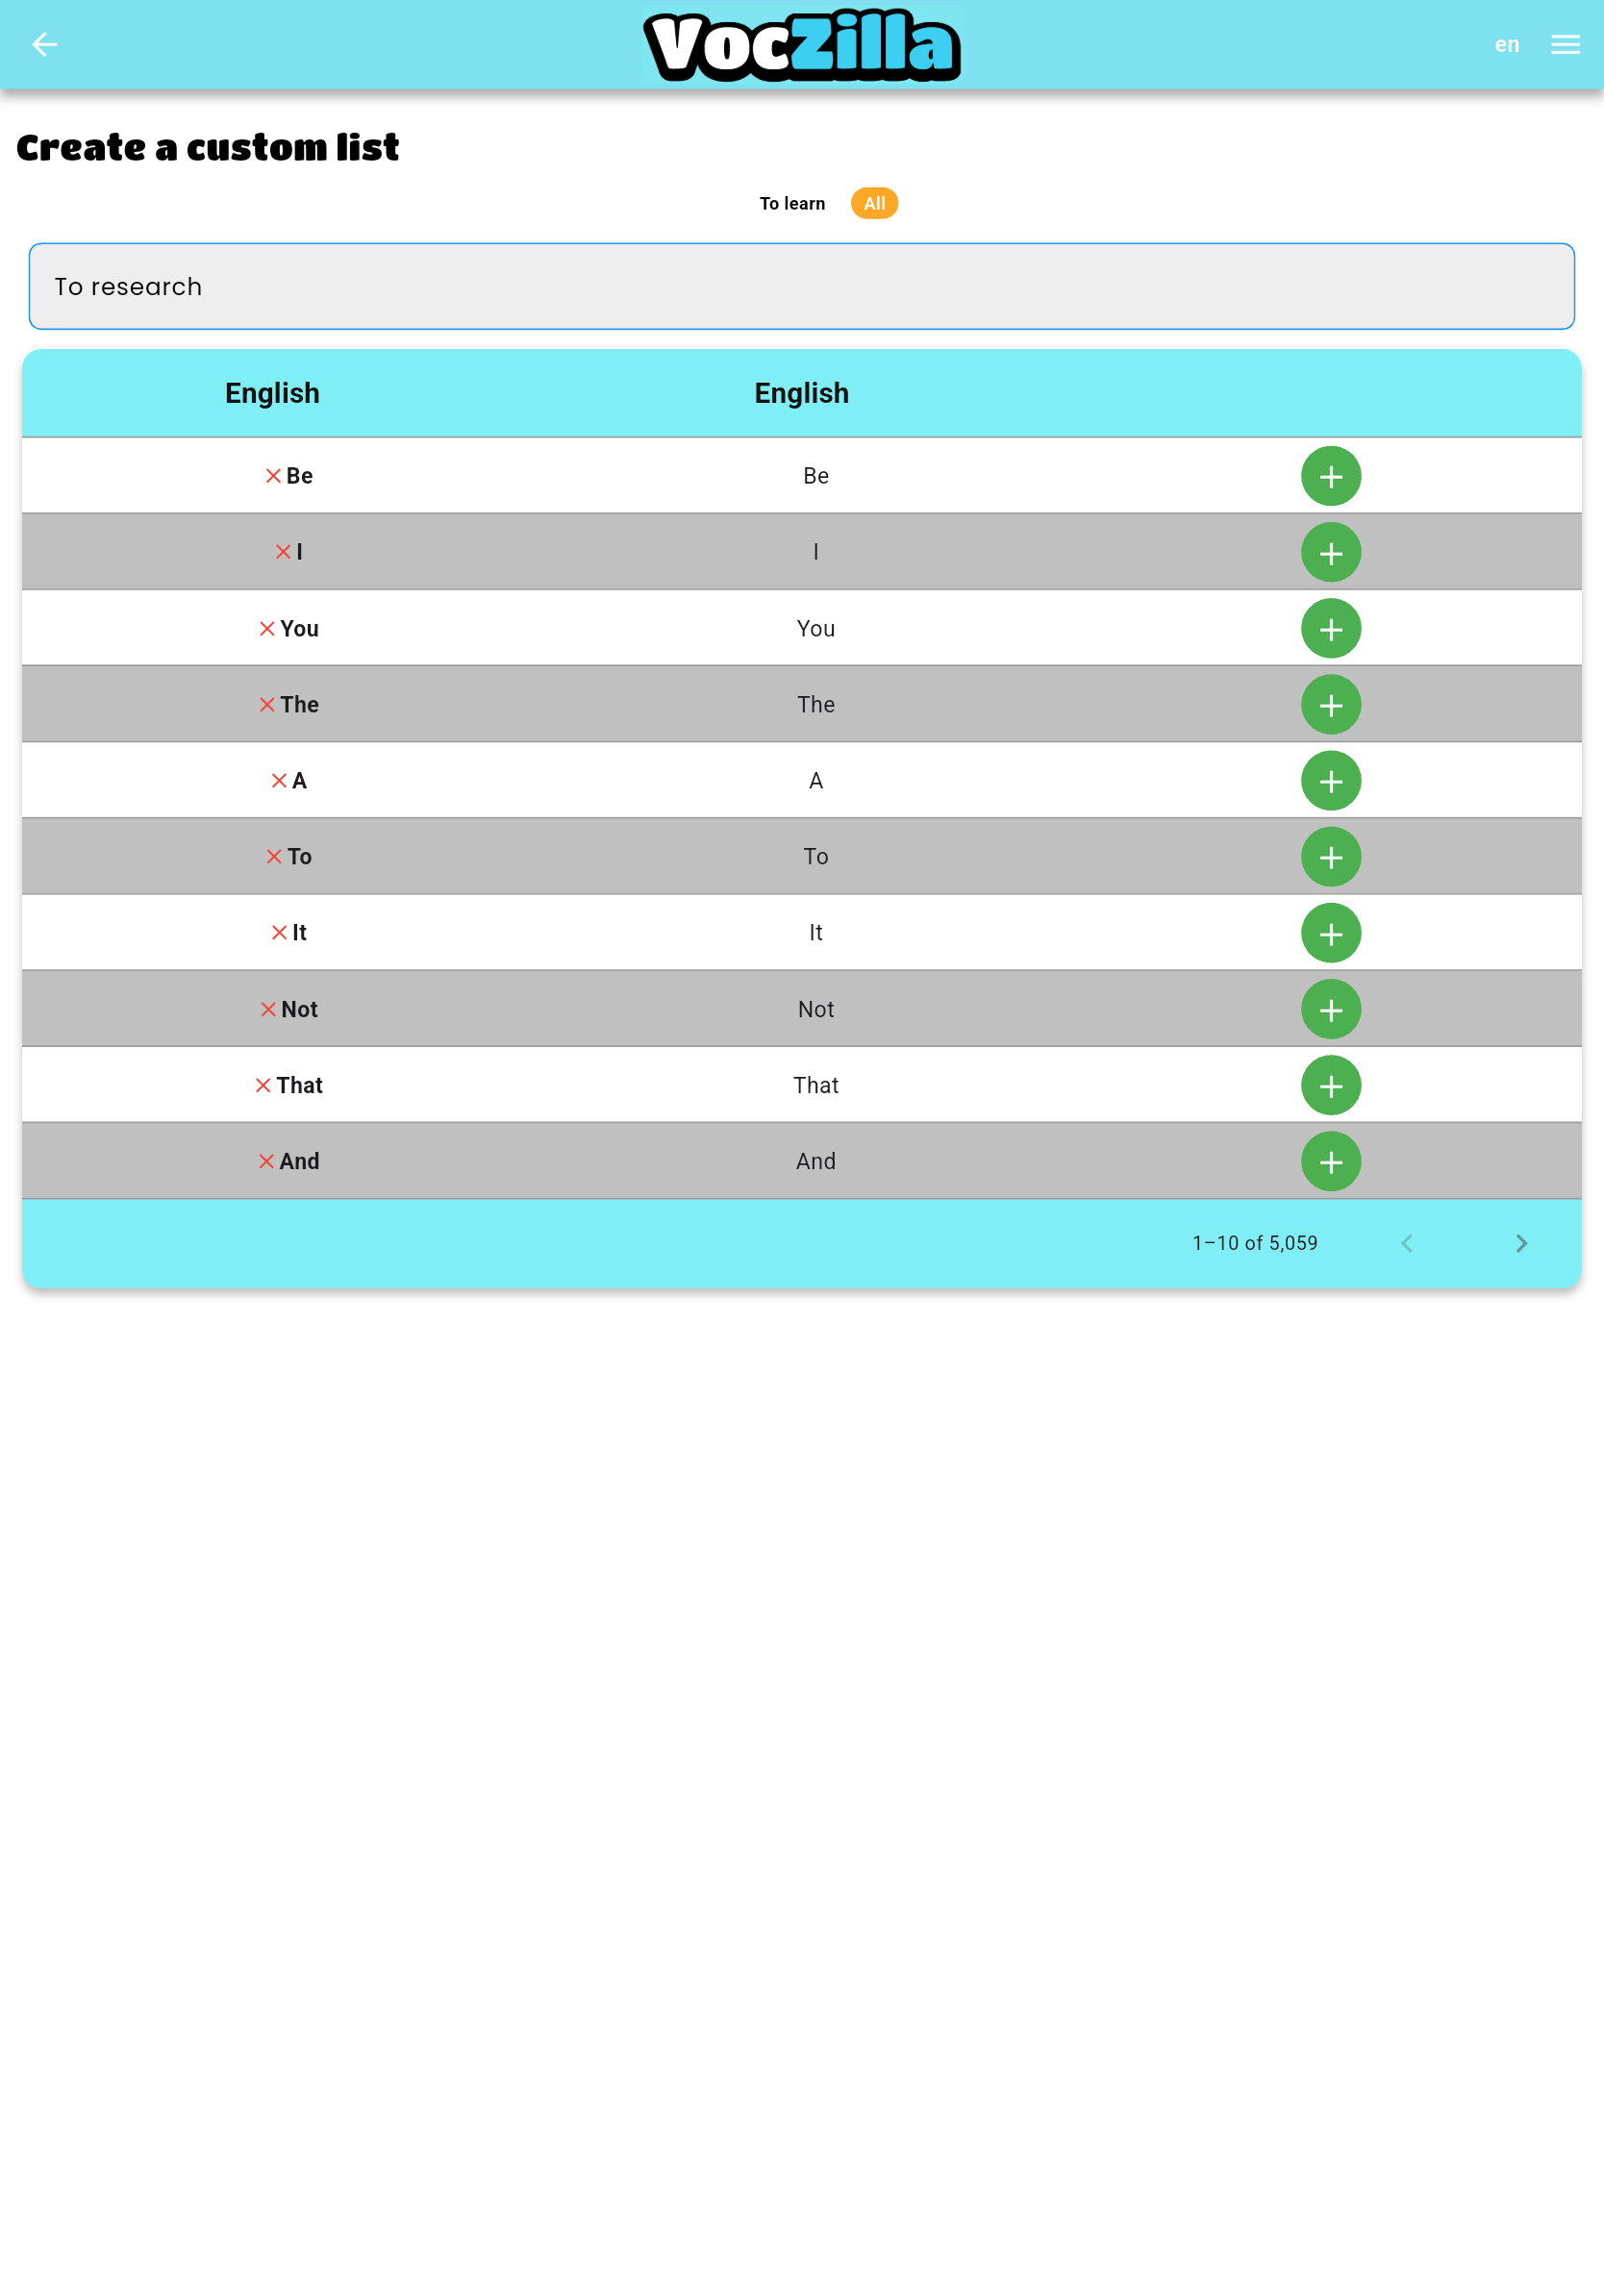 VocZilla
en
Create a custom list
To learn All
To research
English English
Be Be
I I
You You
The The
A A
To To
It It
Not Not
That That
And And
1–10 of 5,059